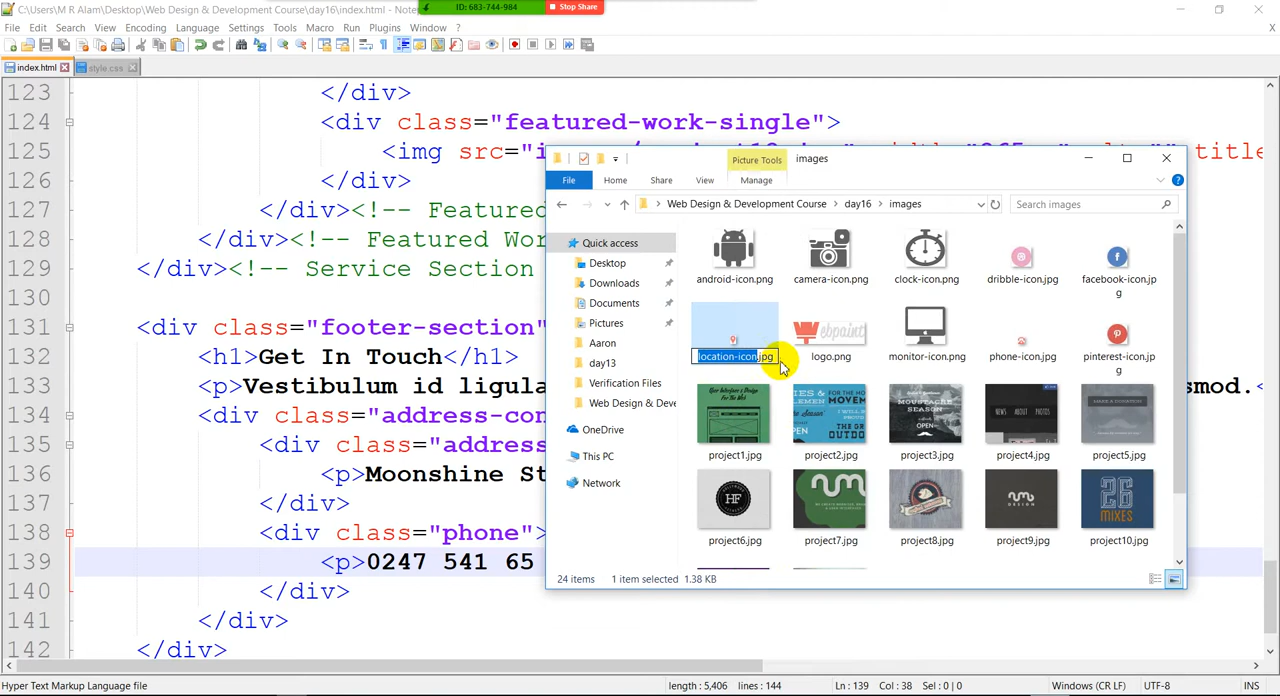 C:\Users\M R Alam\Desktop\Web Design & Development Course\day16\index.html - Note
ID: 683-744-984
Stop Share
File Edit Search View Encoding Language Settings Tools Macro Run Plugins Window ?
index.html
style.css
123 </div>
124 <div class="featured-work-single">
125 <img src="
titl
126 </div>
127 </div><!-- Featured
128 </div><!-- Featured Wo
129 </div><!-- Service Section
130
131 <div class="footer-section"
132 <h1>Get In Touch</h1>
133 <p>Vestibulum id ligul
smod.<
134 <div class="address-con
135 <div class="addres
136 <p>Moonshine St
137 </div>
138 <div class="phone">
139 <p>0247 541 65
140 </div>
141 </div>
142 </div>
Picture Tools
images
File Home Share View Manage
Web Design & Development Course day16 images
Search images
Quick access
Desktop
Downloads
Documents
Pictures
Aaron
day13
Verification Files
Web Design & Deve
OneDrive
This PC
Network
android-icon.png
camera-icon.png
clock-icon.png
dribble-icon.jpg
facebook-icon.jp
g
location-icon.jpg
logo.png
monitor-icon.png
phone-icon.jpg
pinterest-icon.jp
g
project1.jpg
project2.jpg
project3.jpg
project4.jpg
project5.jpg
project6.jpg
project7.jpg
project8.jpg
project9.jpg
project10.jpg
24 items 1 item selected 1.38 KB
Hyper Text Markup Language file
length : 5,406 lines : 144
Ln : 139 Col : 38 Sel : 0 | 0
Windows (CR LF)
UTF-8
INS